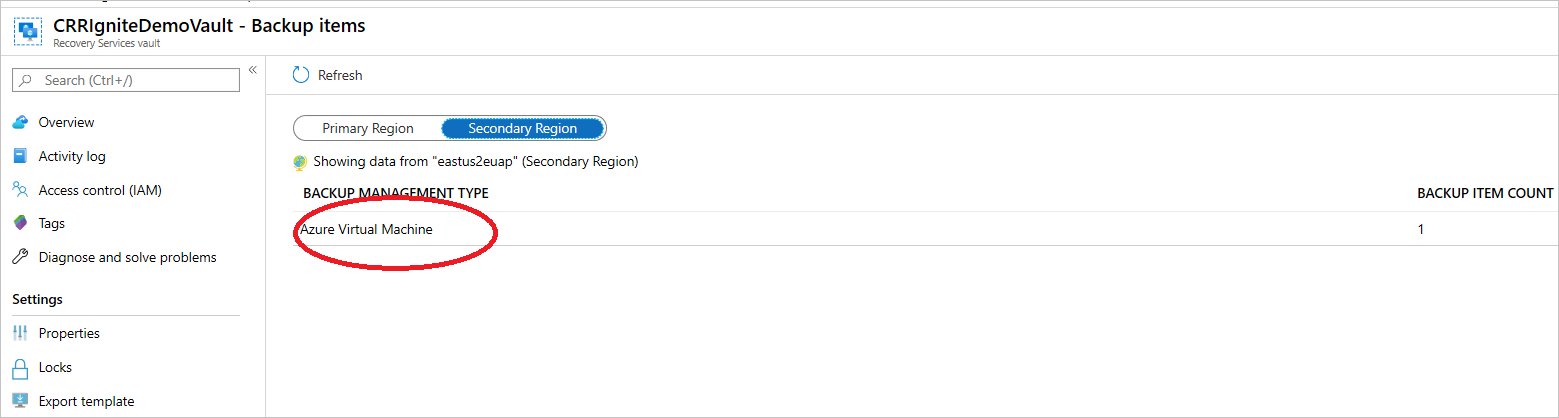 CRRIgniteDemoVault - Backup items
Recovery Services vault
Search (Ctrl+/)
«
Overview
Activity log
Access control (IAM)
Tags
Diagnose and solve problems
Settings
Properties
Locks
Export template
Refresh
Primary Region Secondary Region
Showing data from "eastus2euap" (Secondary Region)
BACKUP MANAGEMENT TYPE BACKUP ITEM COUNT
Azure Virtual Machine 1